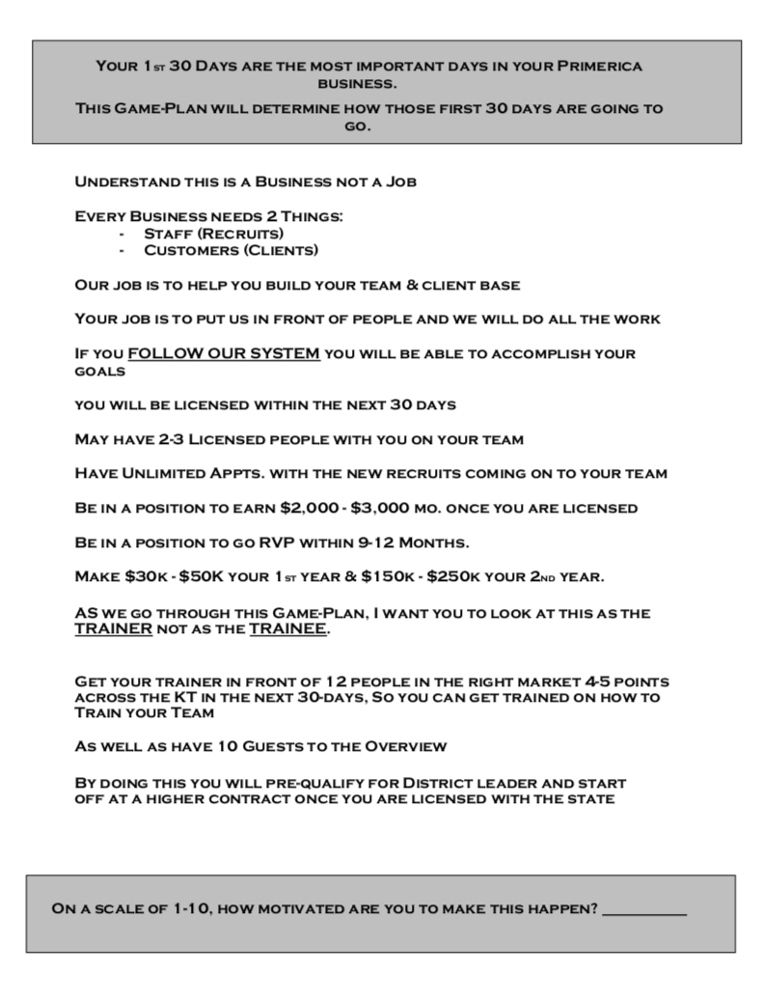 Your 1st 30 Days are the most important days in your Primerica
business.
This Game-Plan will determine how those first 30 days are going to
go.
Understand this is a Business not a Job
Every Business needs 2 Things:
- Staff (Recruits)
- Customers (Clients)
Our job is to help you build your team & client base
Your job is to put us in front of people and we will do all the work
If you FOLLOW OUR SYSTEM you will be able to accomplish your
goals
you will be licensed within the next 30 days
May have 2-3 Licensed people with you on your team
Have Unlimited Appts. with the new recruits coming on to your team
Be in a position to earn $2,000 - $3,000 mo. once you are licensed
Be in a position to go RVP within 9-12 Months.
Make $30k - $50K your 1st year & $150k - $250k your 2nd year.
AS we go through this Game-Plan, I want you to look at this as the
TRAINER not as the TRAINEE.
Get your trainer in front of 12 people in the right market 4-5 points
across the KT in the next 30-days, So you can get trained on how to
Train your Team
As well as have 10 Guests to the Overview
By doing this you will pre-qualify for District leader and start
off at a higher contract once you are licensed with the state
On a scale of 1-10, how motivated are you to make this happen? ___________